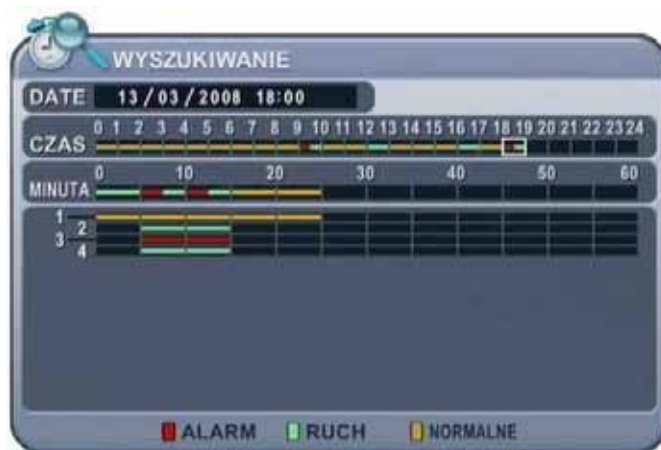 WYSZUKIWANIE
DATE 13/03/2008 18:00
CZAS 0 1 2 3 4 5 6 7 8 9 10 11 12 13 14 15 16 17 18 19 20 21 22 23 24
MINUTA 0 10 20 30 40 50 60
1
2
3
4
ALARM RUCH NORMALNE